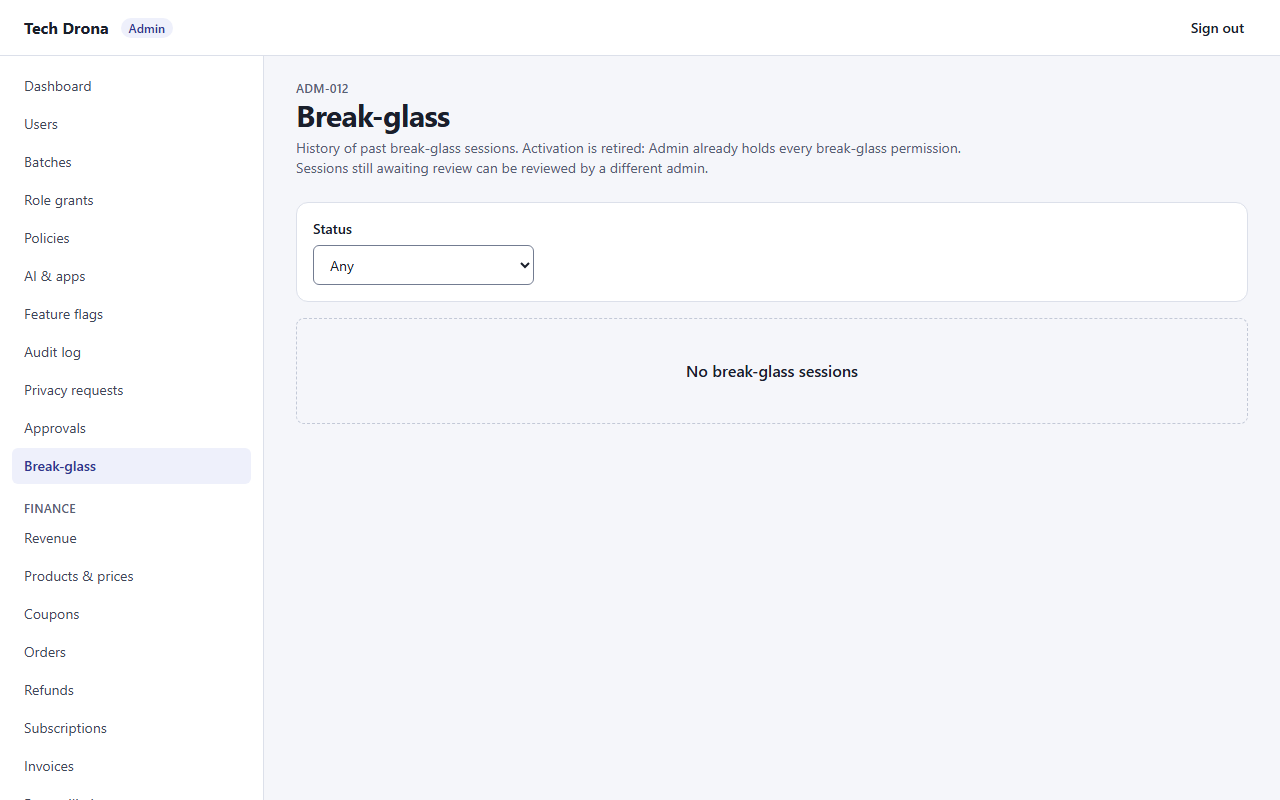 Tech Drona Admin Sign out
Dashboard
Users
Batches
Role grants
Policies
AI & apps
Feature flags
Audit log
Privacy requests
Approvals
Break-glass
FINANCE
Revenue
Products & prices
Coupons
Orders
Refunds
Subscriptions
Invoices
ADM-012
Break-glass
History of past break-glass sessions. Activation is retired: Admin already holds every break-glass permission.
Sessions still awaiting review can be reviewed by a different admin.
Status
Any
No break-glass sessions